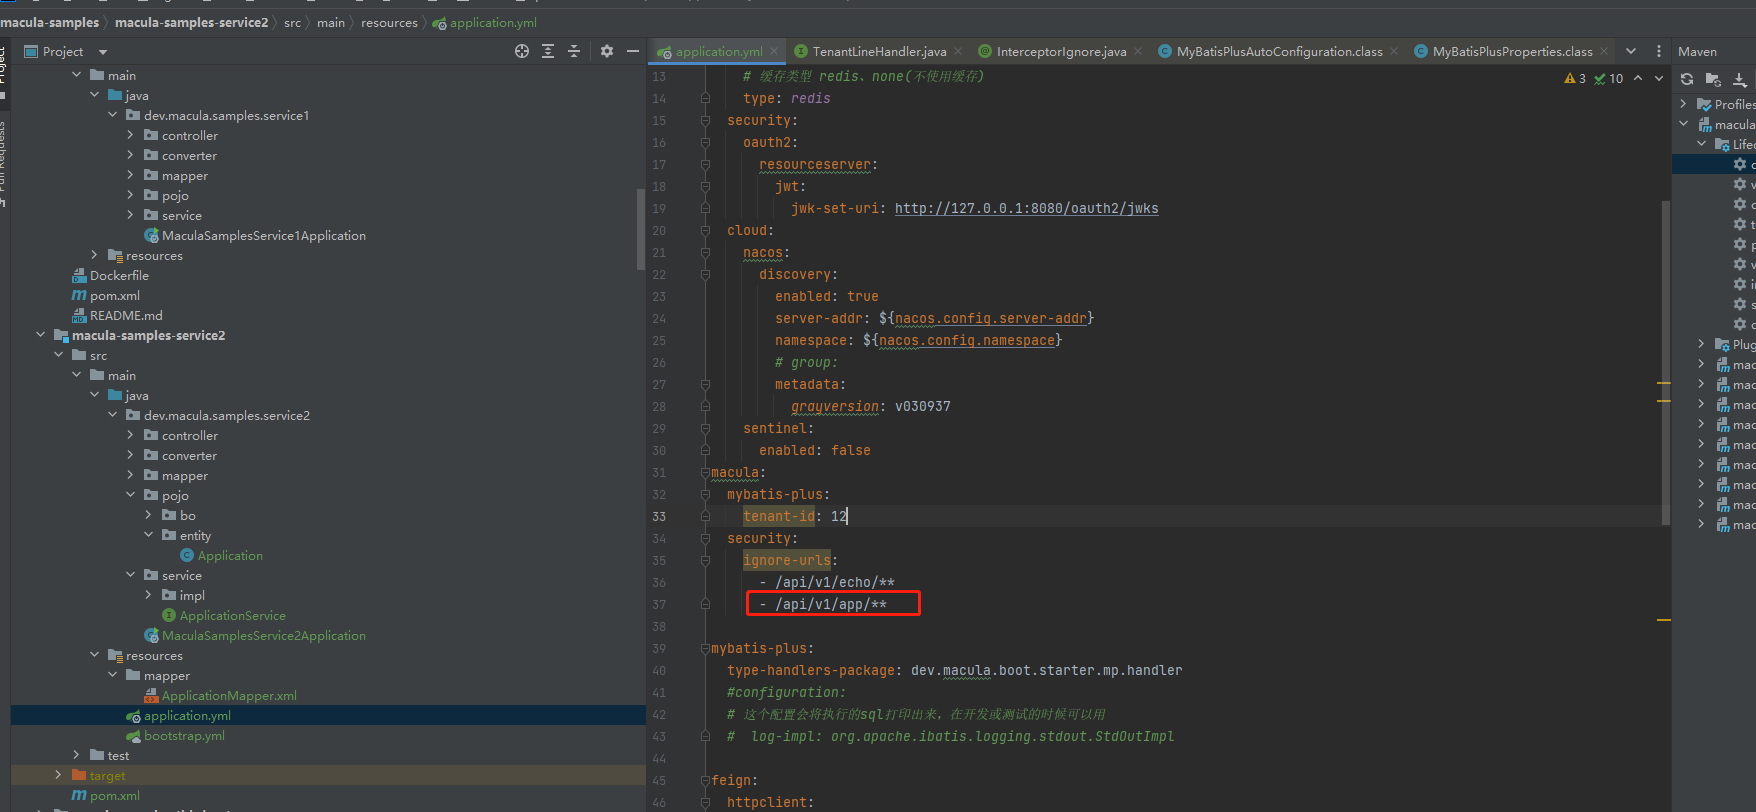 macula-samples
macula-samples-service2
src
main
resources
application.yml
Project
Pull Requests
Project
main
java
dev.macula.samples.service1
controller
converter
mapper
pojo
service
MaculaSamplesService1Application
resources
Dockerfile
pom.xml
README.md
macula-samples-service2
src
main
java
dev.macula.samples.service2
controller
converter
mapper
pojo
bo
entity
Application
service
impl
ApplicationService
MaculaSamplesService2Application
resources
mapper
ApplicationMapper.xml
application.yml
bootstrap.yml
test
target
pom.xml
application.yml
TenantLineHandler.java
InterceptorIgnore.java
MyBatisPlusAutoConfiguration.class
MyBatisPlusProperties.class
3 10
13 # 缓存类型 redis、none(不使用缓存)
14 type: redis
15 security:
16 oauth2:
17 resourceserver:
18 jwt:
19 jwk-set-uri: http://127.0.0.1:8080/oauth2/jwks
20 cloud:
21 nacos:
22 discovery:
23 enabled: true
24 server-addr: ${nacos.config.server-addr}
25 namespace: ${nacos.config.namespace}
26 # group:
27 metadata:
28 grayversion: v030937
29 sentinel:
30 enabled: false
31 macula:
32 mybatis-plus:
33 tenant-id: 12
34 security:
35 ignore-urls:
36 - /api/v1/echo/**
37 - /api/v1/app/**
38
39 mybatis-plus:
40 type-handlers-package: dev.macula.boot.starter.mp.handler
41 #configuration:
42 # 这个配置会将执行的sql打印出来，在开发或测试的时候可以用
43 # log-impl: org.apache.ibatis.logging.stdout.StdOutImpl
44
45 feign:
46 httpclient:
Maven
Profiles
macula
Lifec
c
v
c
t
p
v
i
s
c
Plug
mac
mac
mac
mac
mac
mac
mac
mac
mac